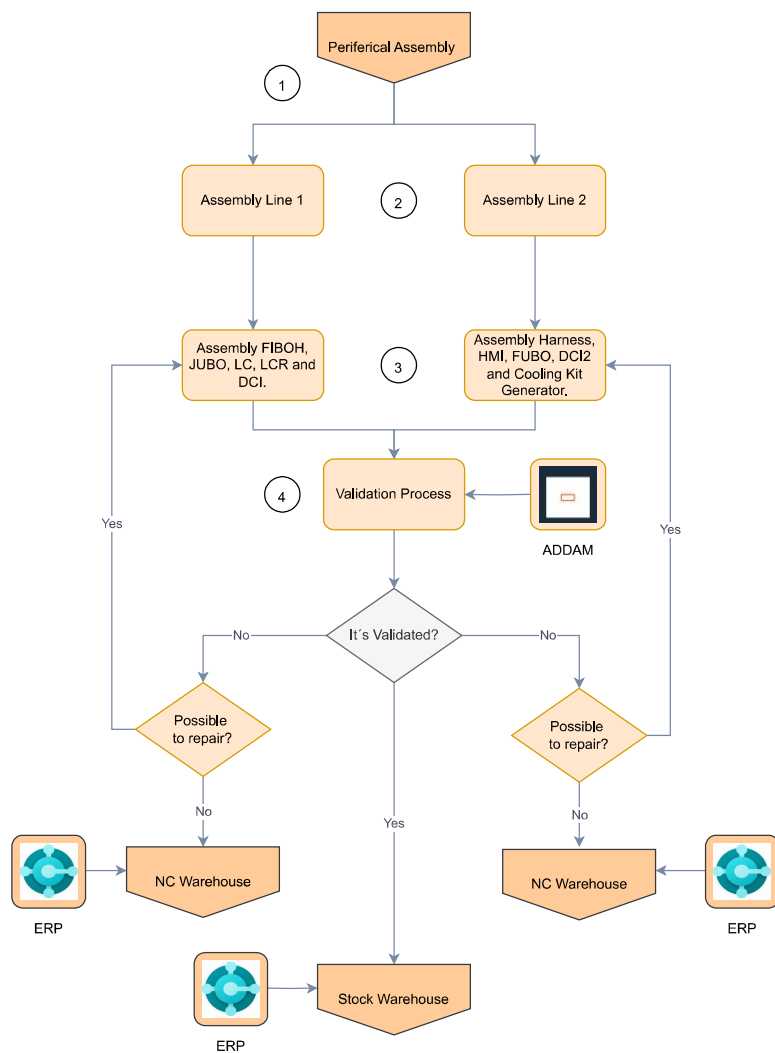 Periferical Assembly
1
Assembly Line 1
2
Assembly Line 2
Assembly FIBOH,
JUBO, LC, LCR and
DCI.
3
Assembly Harness,
HMI, FUBO, DCI2
and Cooling Kit
Generator.
4
Validation Process
ADDAM
Yes
Yes
No
It´s Validated?
No
Possible
to repair?
Possible
to repair?
No
Yes
No
NC Warehouse
NC Warehouse
ERP
ERP
Stock Warehouse
ERP